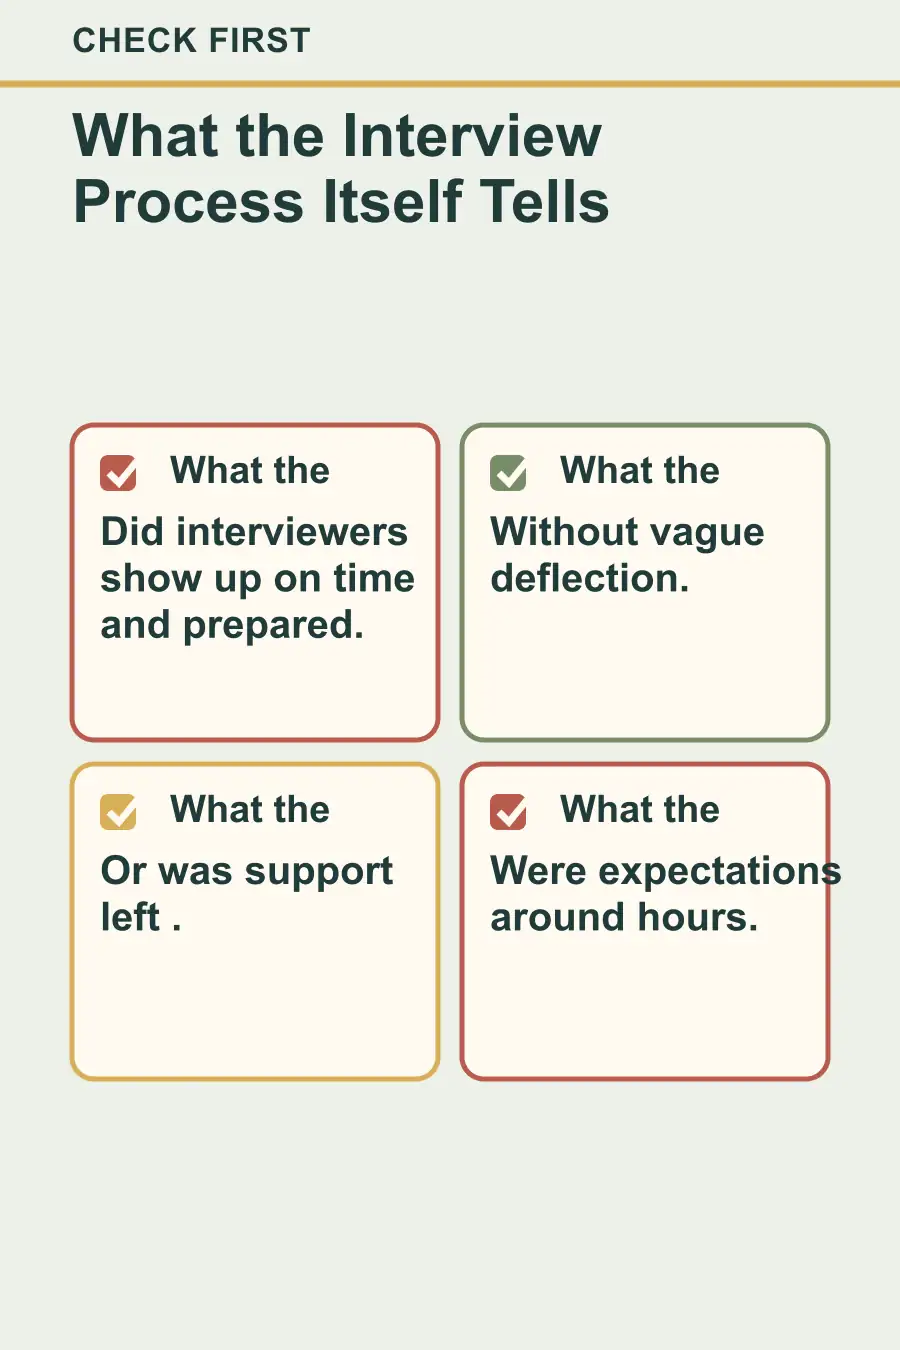 CHECK FIRST
What the Interview
Process Itself Tells
What the
Did interviewers
show up on time
and prepared.
What the
Without vague
deflection.
What the
Or was support
left .
What the
Were expectations
around hours.